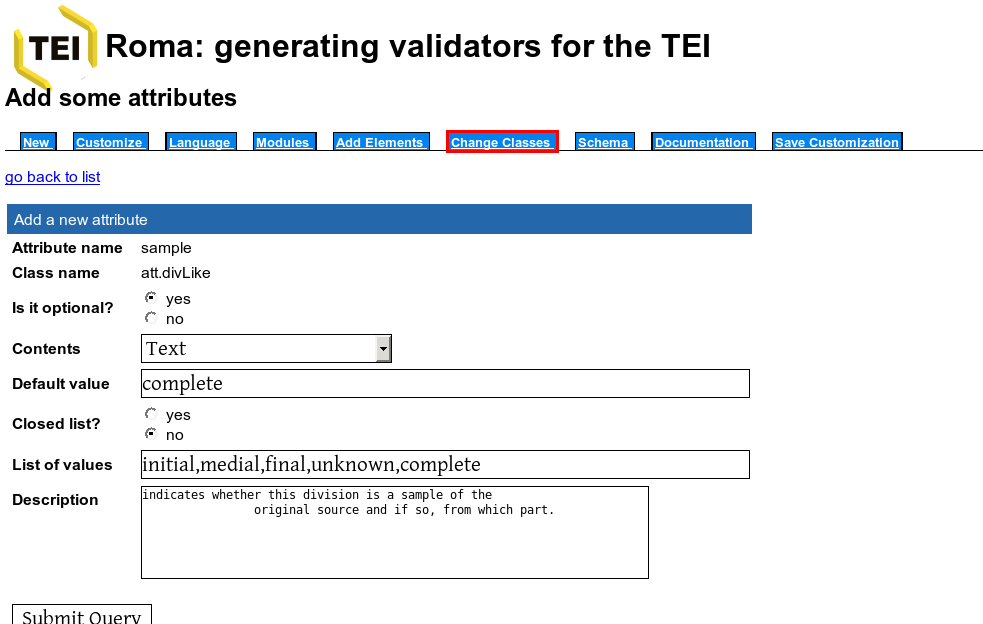 TEI Roma: generating validators for the TEI
Add some attributes
New Customize Language Modules Add Elements Change Classes Schema Documentation Save Customization
go back to list
Add a new attribute
Attribute name sample
Class name att.divLike
Is it optional? yes
no
Contents Text
Default value complete
Closed list? yes
no
List of values initial,medial,final,unknown,complete
Description indicates whether this division is a sample of the
original source and if so, from which part.
Submit Query